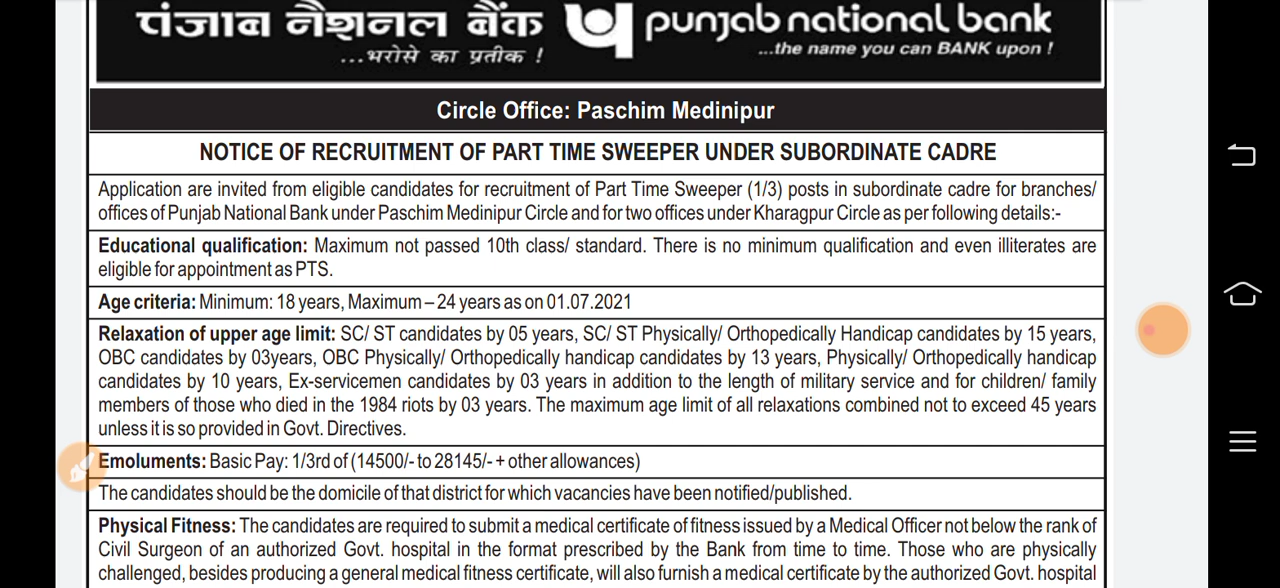 पंजाब नैशनल बैंक punjab national bank
...भरोसे का प्रतीक ! ...the name you can BANK upon !
Circle Office: Paschim Medinipur
NOTICE OF RECRUITMENT OF PART TIME SWEEPER UNDER SUBORDINATE CADRE
Application are invited from eligible candidates for recruitment of Part Time Sweeper (1/3) posts in subordinate cadre for branches/
offices of Punjab National Bank under Paschim Medinipur Circle and for two offices under Kharagpur Circle as per following details:-
Educational qualification: Maximum not passed 10th class/ standard. There is no minimum qualification and even illiterates are
eligible for appointment as PTS.
Age criteria: Minimum: 18 years, Maximum – 24 years as on 01.07.2021
Relaxation of upper age limit: SC/ ST candidates by 05 years, SC/ ST Physically/ Orthopedically Handicap candidates by 15 years,
OBC candidates by 03years, OBC Physically/ Orthopedically handicap candidates by 13 years, Physically/ Orthopedically handicap
candidates by 10 years, Ex-servicemen candidates by 03 years in addition to the length of military service and for children/ family
members of those who died in the 1984 riots by 03 years. The maximum age limit of all relaxations combined not to exceed 45 years
unless it is so provided in Govt. Directives.
Emoluments: Basic Pay: 1/3rd of (14500/- to 28145/- + other allowances)
The candidates should be the domicile of that district for which vacancies have been notified/published.
Physical Fitness: The candidates are required to submit a medical certificate of fitness issued by a Medical Officer not below the rank of
Civil Surgeon of an authorized Govt. hospital in the format prescribed by the Bank from time to time. Those who are physically
challenged, besides producing a general medical fitness certificate, will also furnish a medical certificate by the authorized Govt. hospital